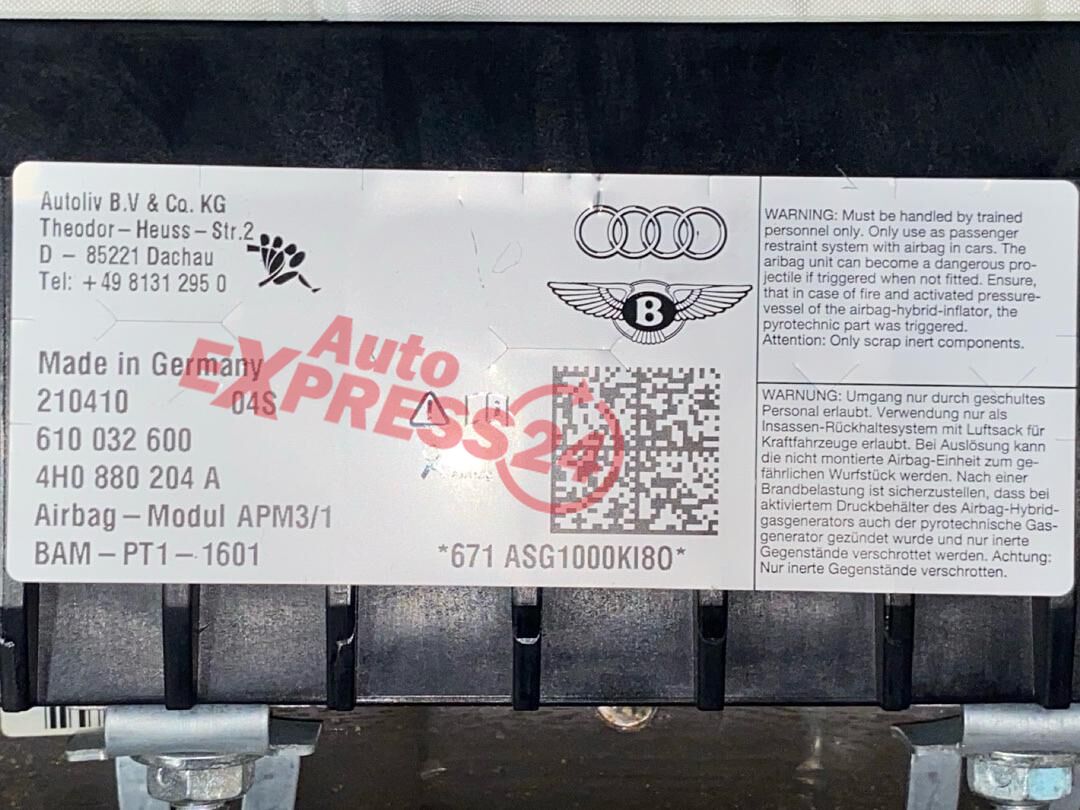 Autoliv B.V & Co. KG
Theodor-Heuss-Str.2
D - 85221 Dachau
Tel: +49 8131 295 0
Made in Germany
210410 04S
610 032 600
4H0 880 204 A
Airbag-Modul APM3/1
BAM-PT1-1601
Auto
EXPRESS24
B
*671 ASG1000KI80*
WARNING: Must be handled by trained
personnel only. Only use as passenger
restraint system with airbag in cars. The
aribag unit can become a dangerous pro-
jectile if triggered when not fitted. Ensure,
that in case of fire and activated pressure-
vessel of the airbag-hybrid-inflator, the
pyrotechnic part was triggered.
Attention: Only scrap inert components.
WARNUNG: Umgang nur durch geschultes
Personal erlaubt. Verwendung nur als
Insassen-Rückhaltesystem mit Luftsack für
Kraftfahrzeuge erlaubt. Bei Auslösung kann
die nicht montierte Airbag-Einheit zum ge-
fährlichen Wurfstück werden. Nach einer
Brandbelastung ist sicherzustellen, dass bei
aktiviertem Druckbehälter des Airbag-Hybrid-
gasgenerators auch der pyrotechnische Gas-
generator gezündet wurde und nur inerte
Gegenstände verschrottet werden. Achtung:
Nur inerte Gegenstände verschrotten.